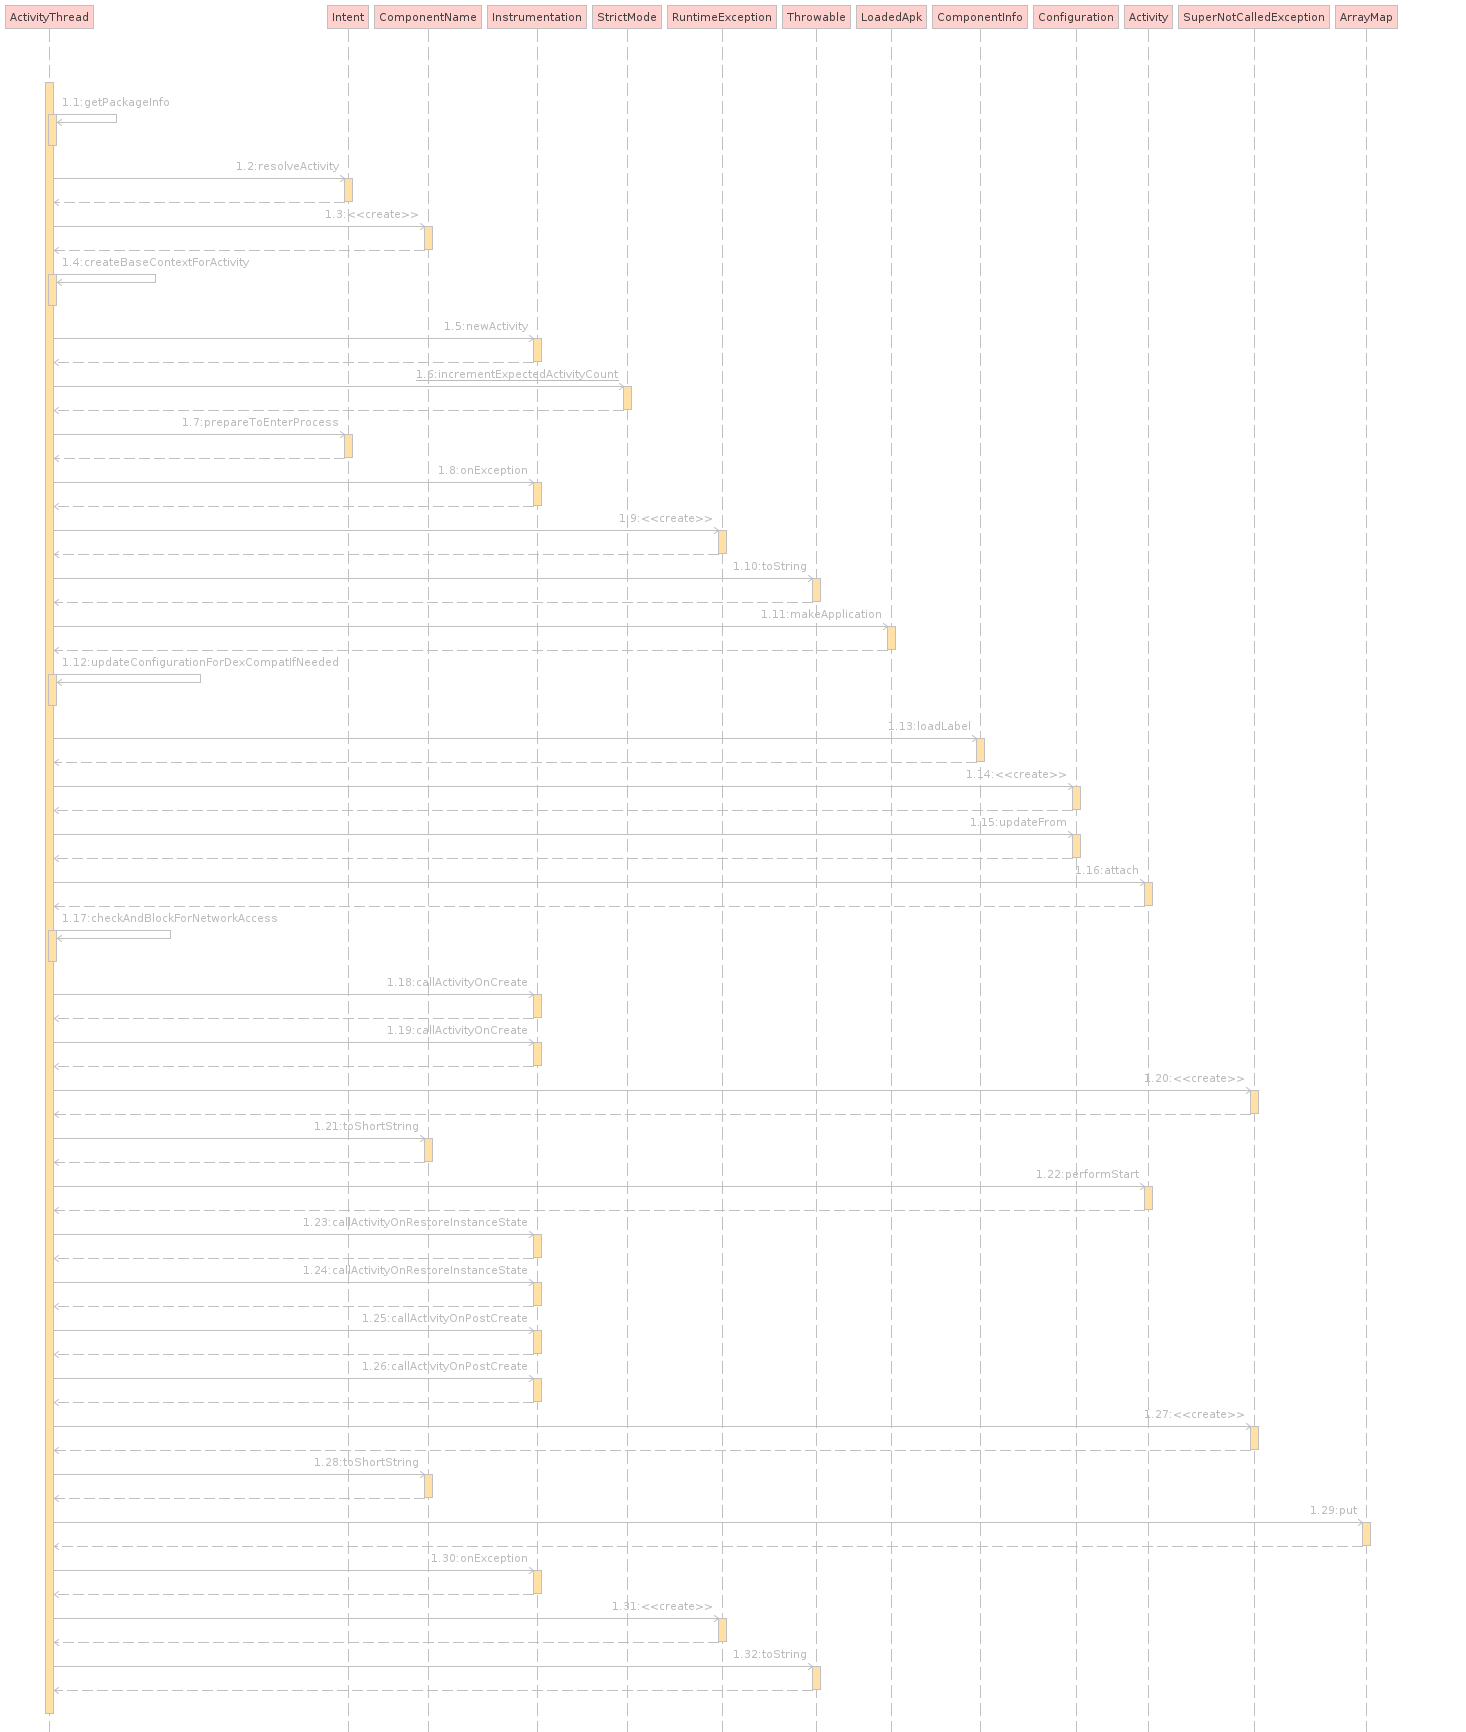 ActivityThread
Intent
ComponentName
Instrumentation
StrictMode
RuntimeException
Throwable
LoadedApk
ComponentInfo
Configuration
Activity
SuperNotCalledException
ArrayMap
1.1:getPackageInfo
1.2:resolveActivity
1.3:<<create>>
1.4:createBaseContextForActivity
1.5:newActivity
1.6:incrementExpectedActivityCount
1.7:prepareToEnterProcess
1.8:onException
1.9:<<create>>
1.10:toString
1.11:makeApplication
1.12:updateConfigurationForDexCompatIfNeeded
1.13:loadLabel
1.14:<<create>>
1.15:updateFrom
1.16:attach
1.17:checkAndBlockForNetworkAccess
1.18:callActivityOnCreate
1.19:callActivityOnCreate
1.20:<<create>>
1.21:toShortString
1.22:performStart
1.23:callActivityOnRestoreInstanceState
1.24:callActivityOnRestoreInstanceState
1.25:callActivityOnPostCreate
1.26:callActivityOnPostCreate
1.27:<<create>>
1.28:toShortString
1.29:put
1.30:onException
1.31:<<create>>
1.32:toString